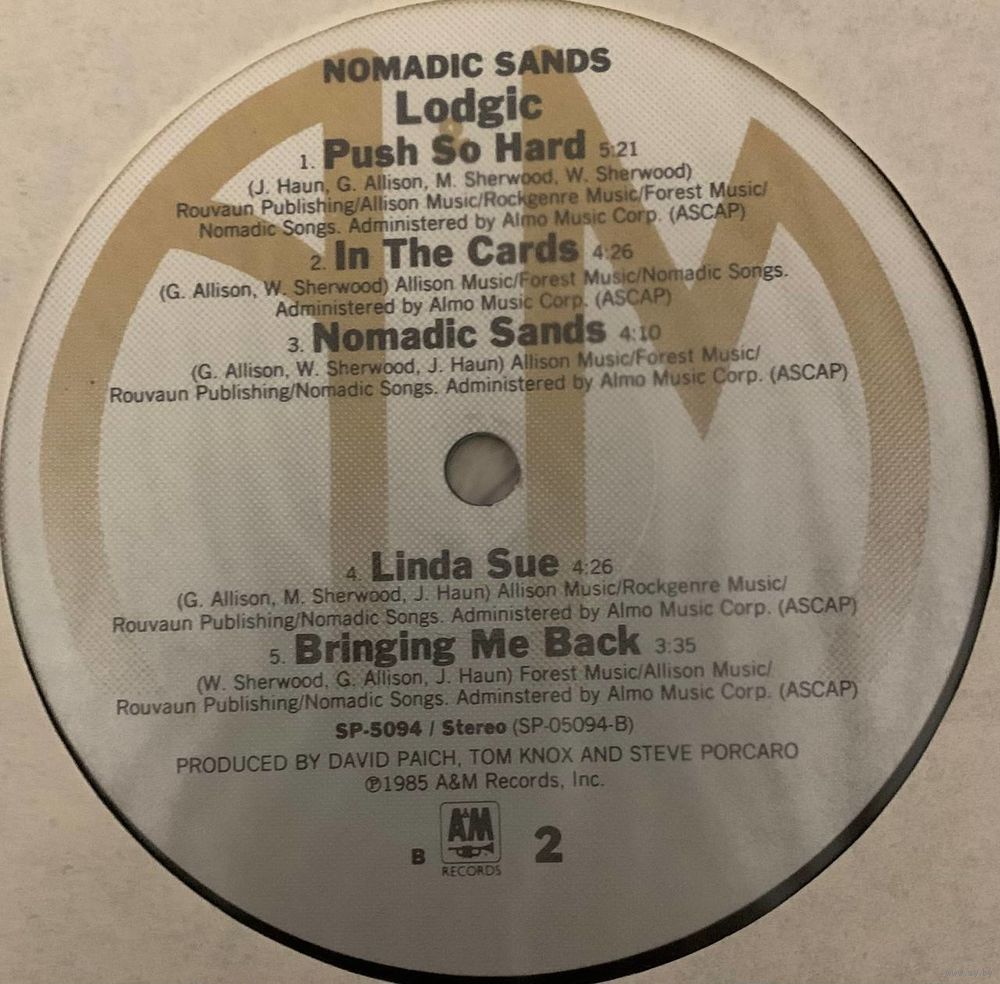 NOMADIC SANDS
Lodgic
1. Push So Hard 5:21
(J. Haun, G. Allison, M. Sherwood, W. Sherwood)
Rouvaun Publishing/Allison Music/Rockgenre Music/Forest Music/
Nomadic Songs. Administered by Almo Music Corp. (ASCAP)
2. In The Cards 4:26
(G. Allison, W. Sherwood) Allison Music/Forest Music/Nomadic Songs.
Administered by Almo Music Corp. (ASCAP)
3. Nomadic Sands 4:10
(G. Allison, W. Sherwood, J. Haun) Allison Music/Forest Music/
Rouvaun Publishing/Nomadic Songs. Administered by Almo Music Corp. (ASCAP)
4. Linda Sue 4:26
(G. Allison, M. Sherwood, J. Haun) Allison Music/Rockgenre Music/
Rouvaun Publishing/Nomadic Songs. Administered by Almo Music Corp. (ASCAP)
5. Bringing Me Back 3:35
(W. Sherwood, G. Allison, J. Haun) Forest Music/Allison Music/
Rouvaun Publishing/Nomadic Songs. Adminstered by Almo Music Corp. (ASCAP)
SP-5094 / Stereo (SP-05094-B)
PRODUCED BY DAVID PAICH, TOM KNOX AND STEVE PORCARO
℗1985 A&M Records, Inc.
B A&M 2
RECORDS